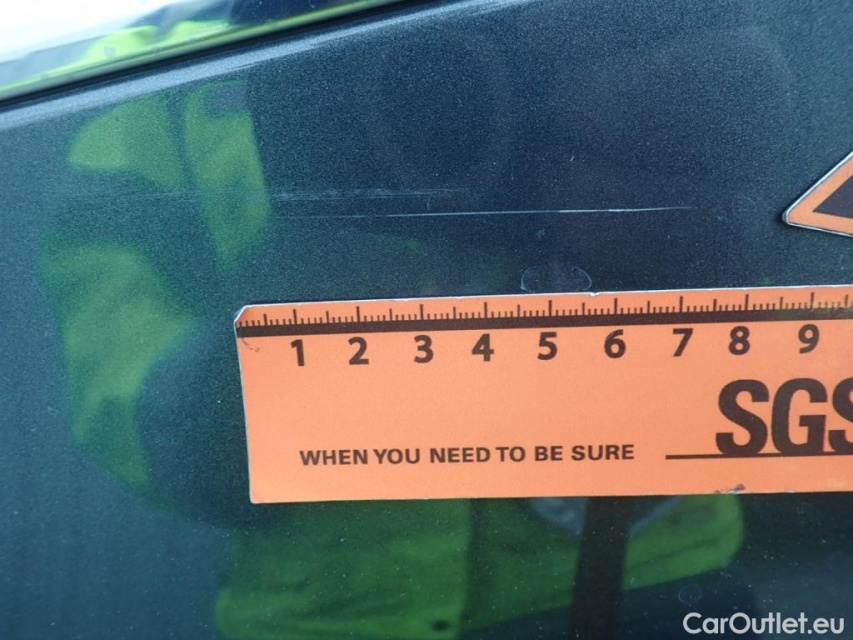 1 2 3 4 5 6 7 8 9
SGS
WHEN YOU NEED TO BE SURE
CarOutlet.eu